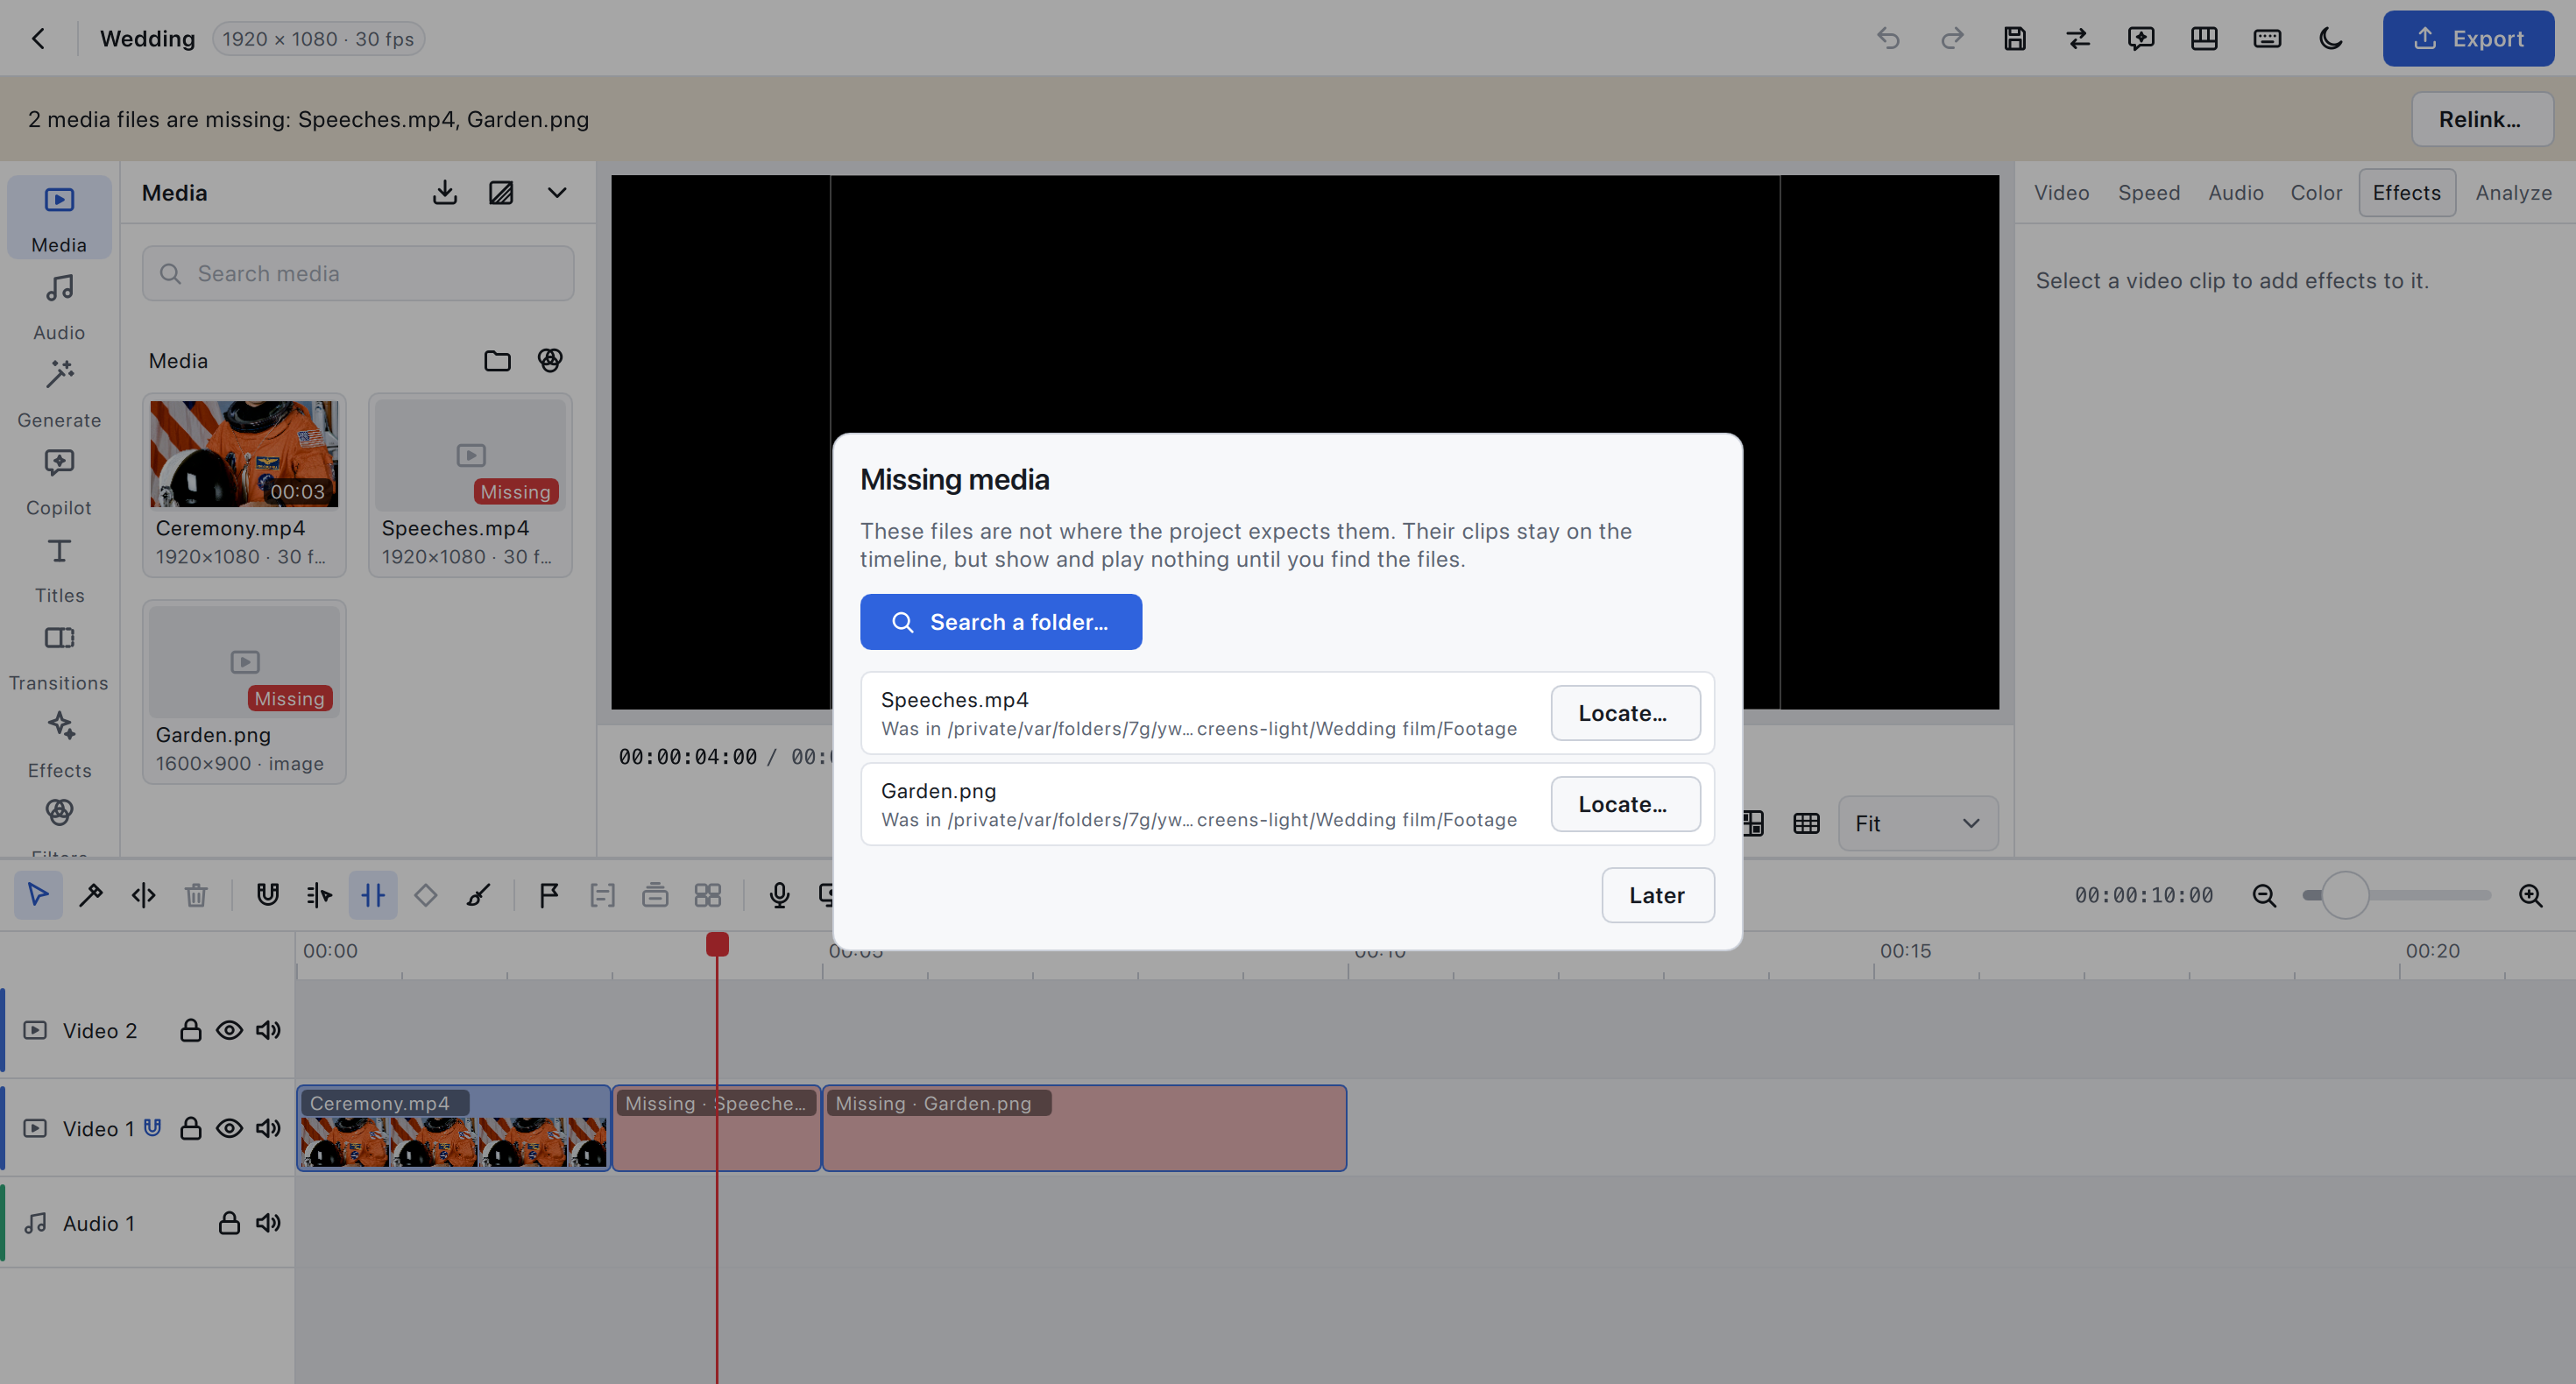 Wedding
1920 × 1080 · 30 fps
Export
2 media files are missing: Speeches.mp4, Garden.png
Relink…
Media
Audio
Generate
Copilot
Titles
Transitions
Effects
Filters
Media
Search media
Media
00:03
Ceremony.mp4
1920×1080 · 30 f…
Missing
Speeches.mp4
1920×1080 · 30 f…
Missing
Garden.png
1600×900 · image
00:00:04:00 / 00:
Fit
Video
Speed
Audio
Color
Effects
Analyze
Select a video clip to add effects to it.
Missing media
These files are not where the project expects them. Their clips stay on the
timeline, but show and play nothing until you find the files.
Search a folder…
Speeches.mp4
Was in /private/var/folders/7g/yw…creens-light/Wedding film/Footage
Locate…
Garden.png
Was in /private/var/folders/7g/yw…creens-light/Wedding film/Footage
Locate…
Later
00:00:10:00
00:00
00:05
00:10
00:15
00:20
Video 2
Video 1
Ceremony.mp4
Missing · Speeche…
Missing · Garden.png
Audio 1